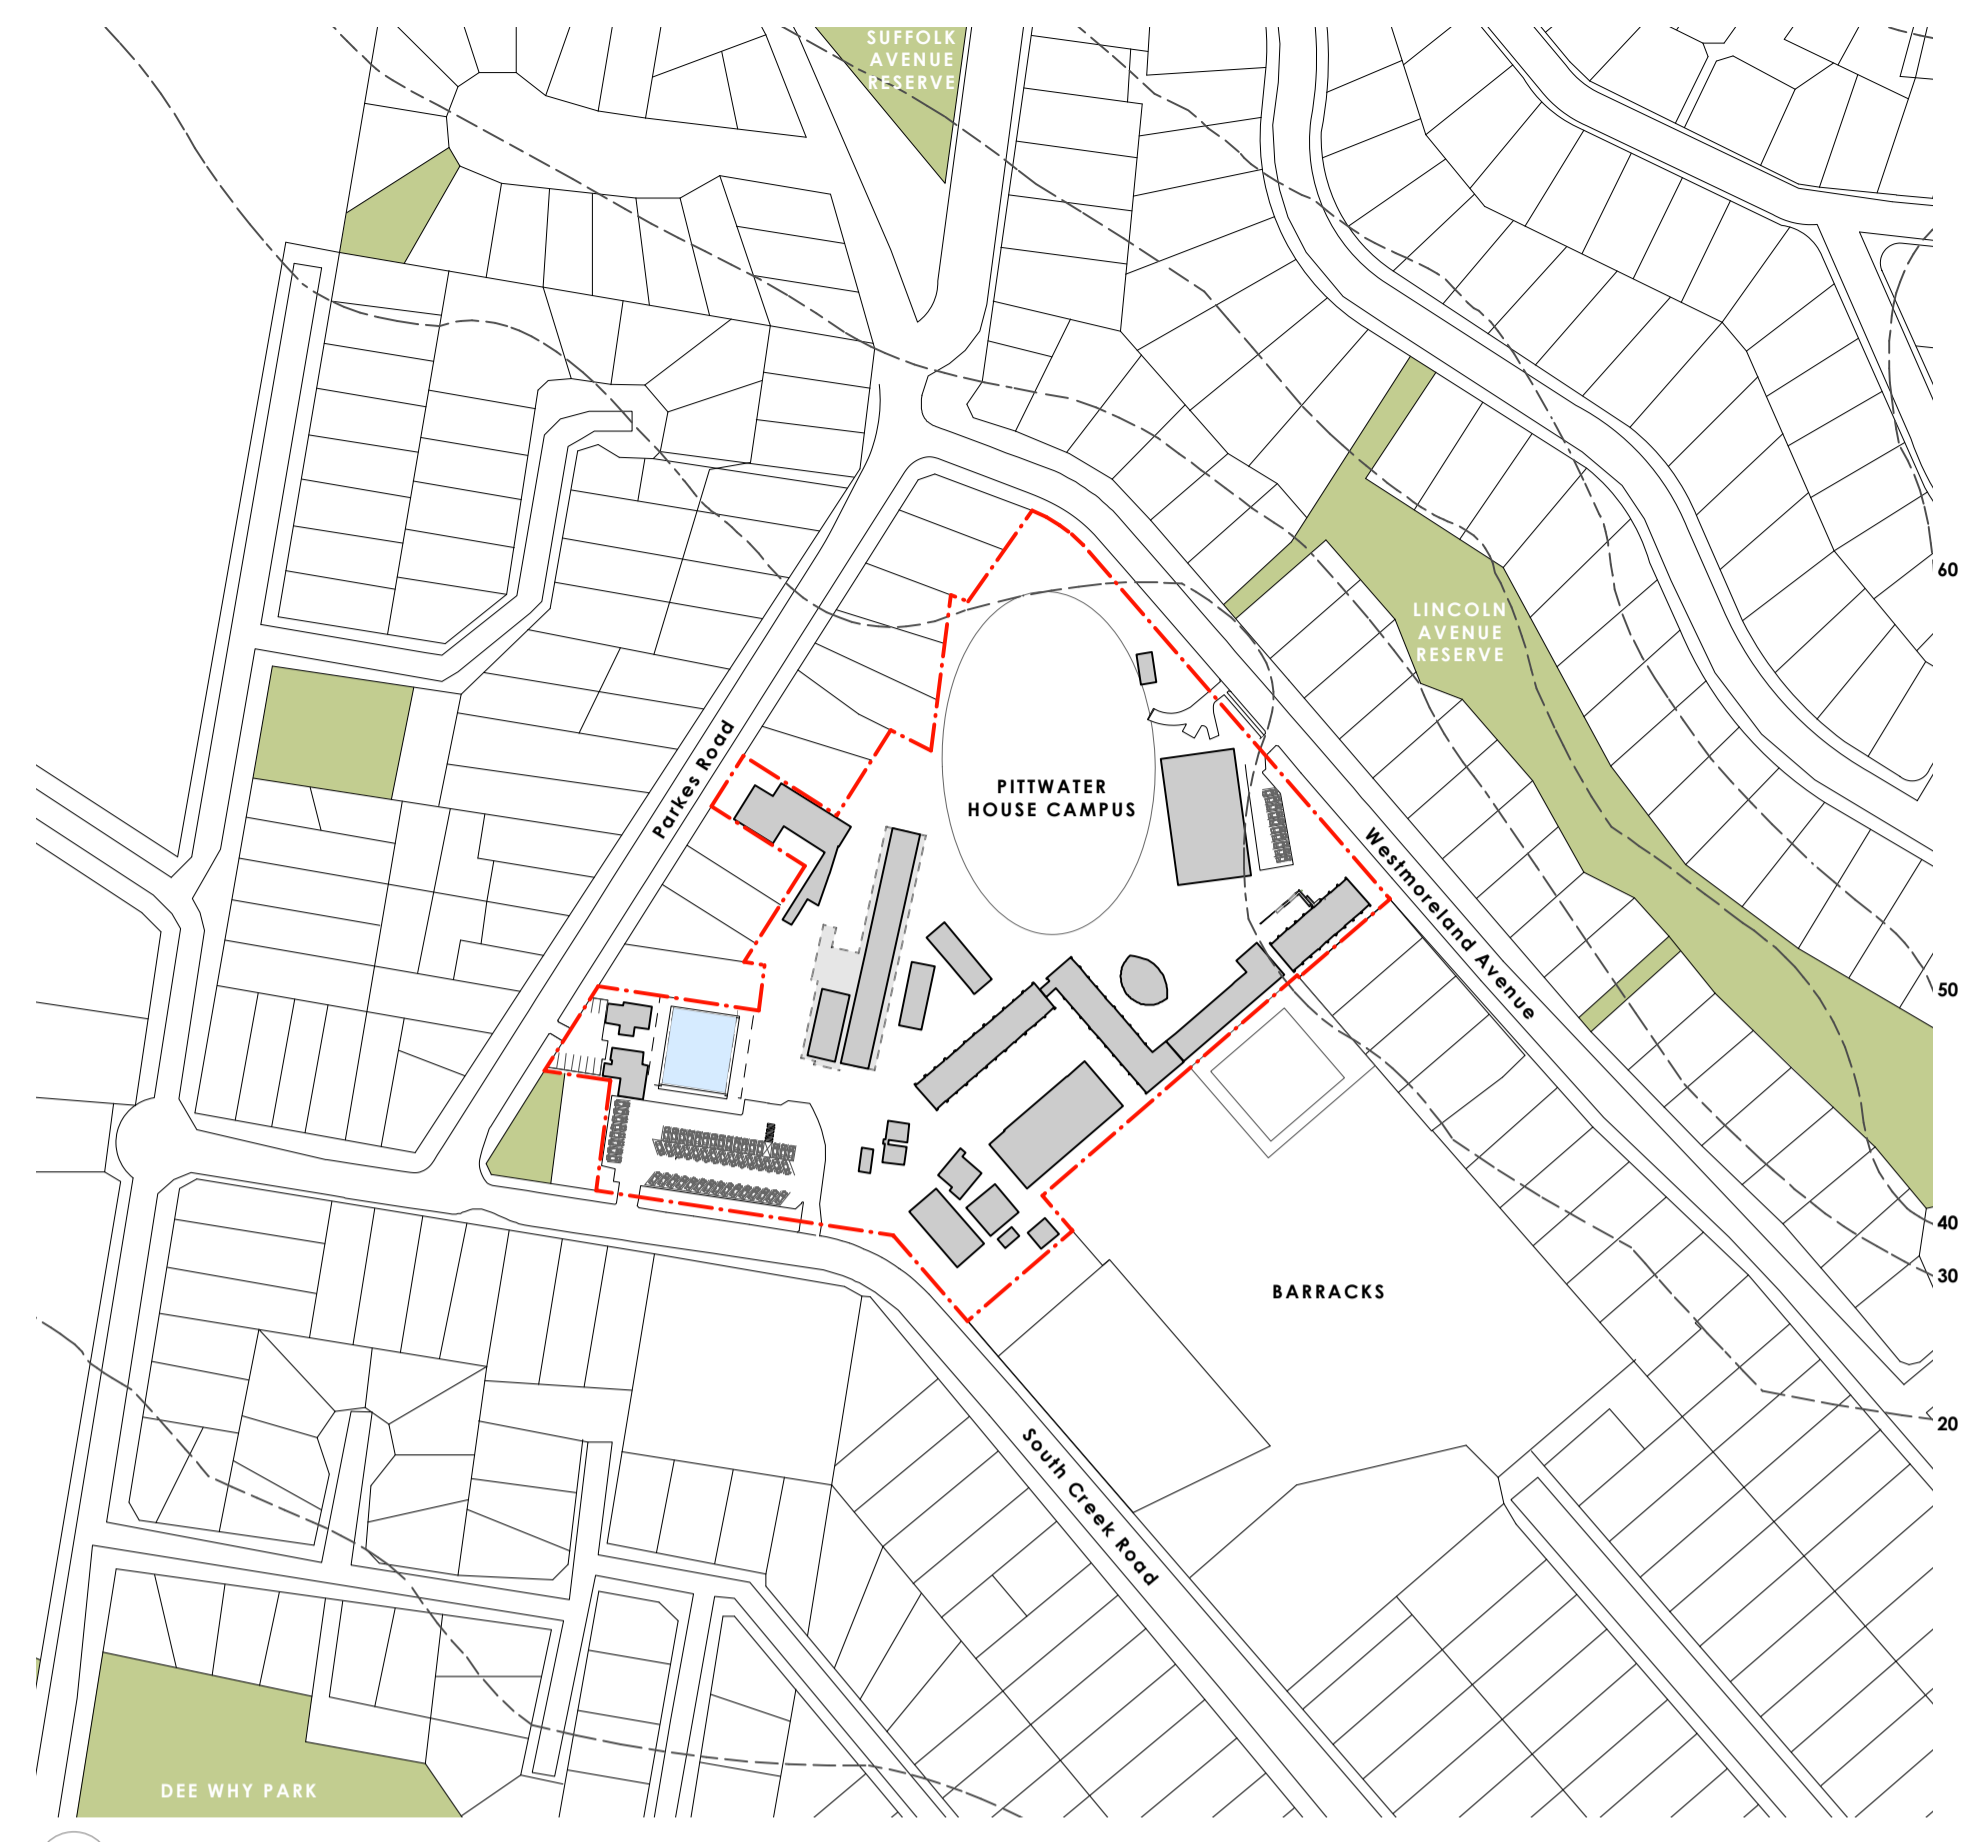 SUFFOLK
AVENUE
RESERVE
60
LINCOLN
AVENUE
RESERVE
Parkes Road
PITTWATER
HOUSE CAMPUS
Westmoreland Avenue
50
40
30
BARRACKS
20
South Creek Road
DEE WHY PARK